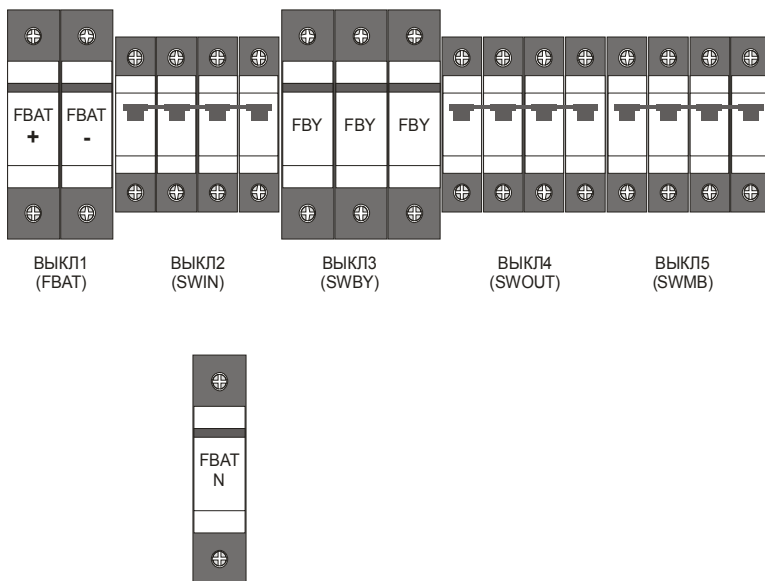 FBAT FBAT
+ -
FBY FBY FBY
ВЫКЛ1
(FBAT)
ВЫКЛ2
(SWIN)
ВЫКЛ3
(SWBY)
ВЫКЛ4
(SWOUT)
ВЫКЛ5
(SWMB)
FBAT
N